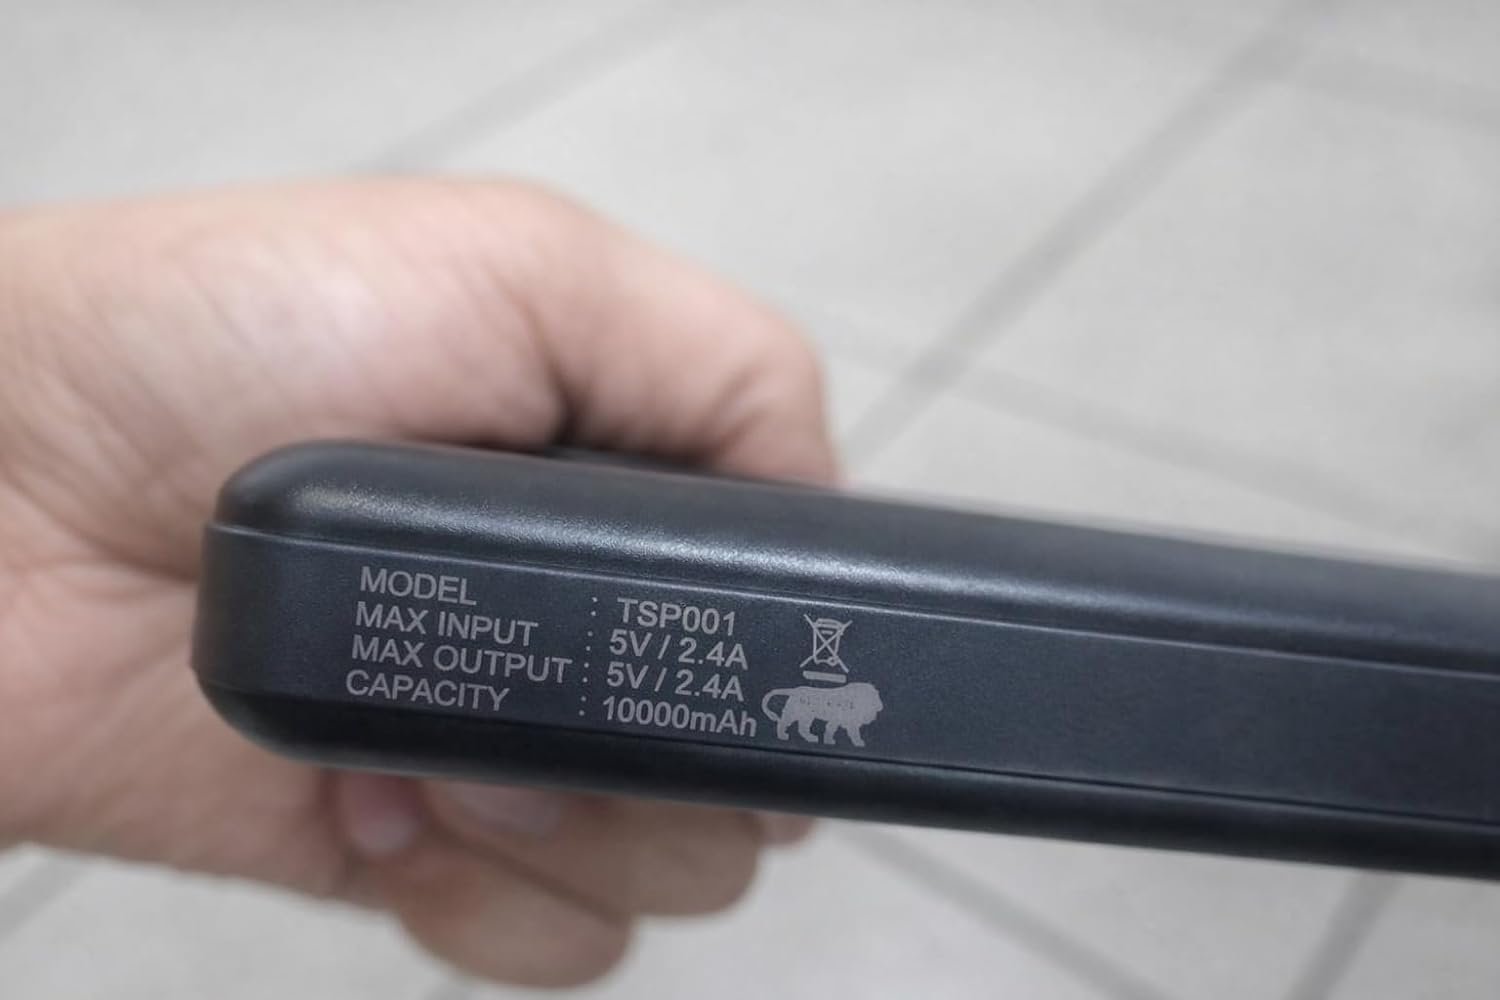 MODEL : TSP001
MAX INPUT : 5V / 2.4A
MAX OUTPUT : 5V / 2.4A
CAPACITY : 10000mAh